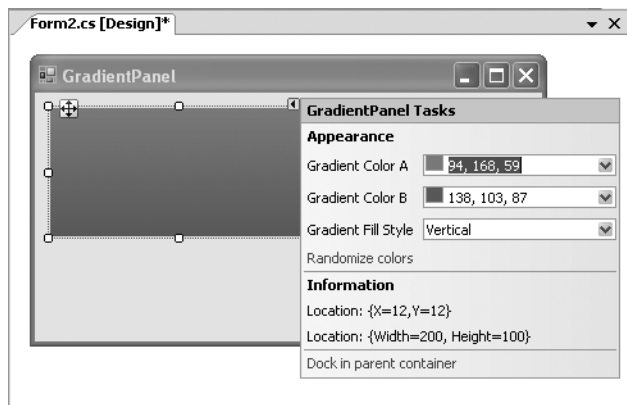 Form2.cs [Design]*
GradientPanel
GradientPanel Tasks
Appearance
Gradient Color A 94, 168, 59
Gradient Color B 138, 103, 87
Gradient Fill Style Vertical
Randomize colors
Information
Location: {X=12,Y=12}
Location: {Width=200, Height=100}
Dock in parent container